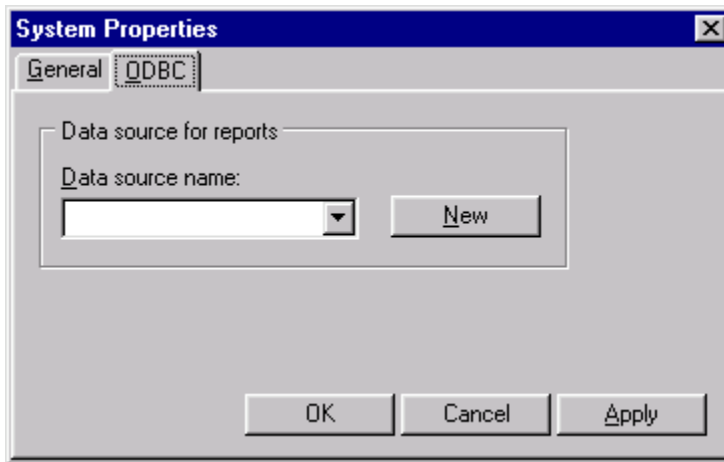 System Properties
General ODBC
Data source for reports
Data source name:
New
OK Cancel Apply